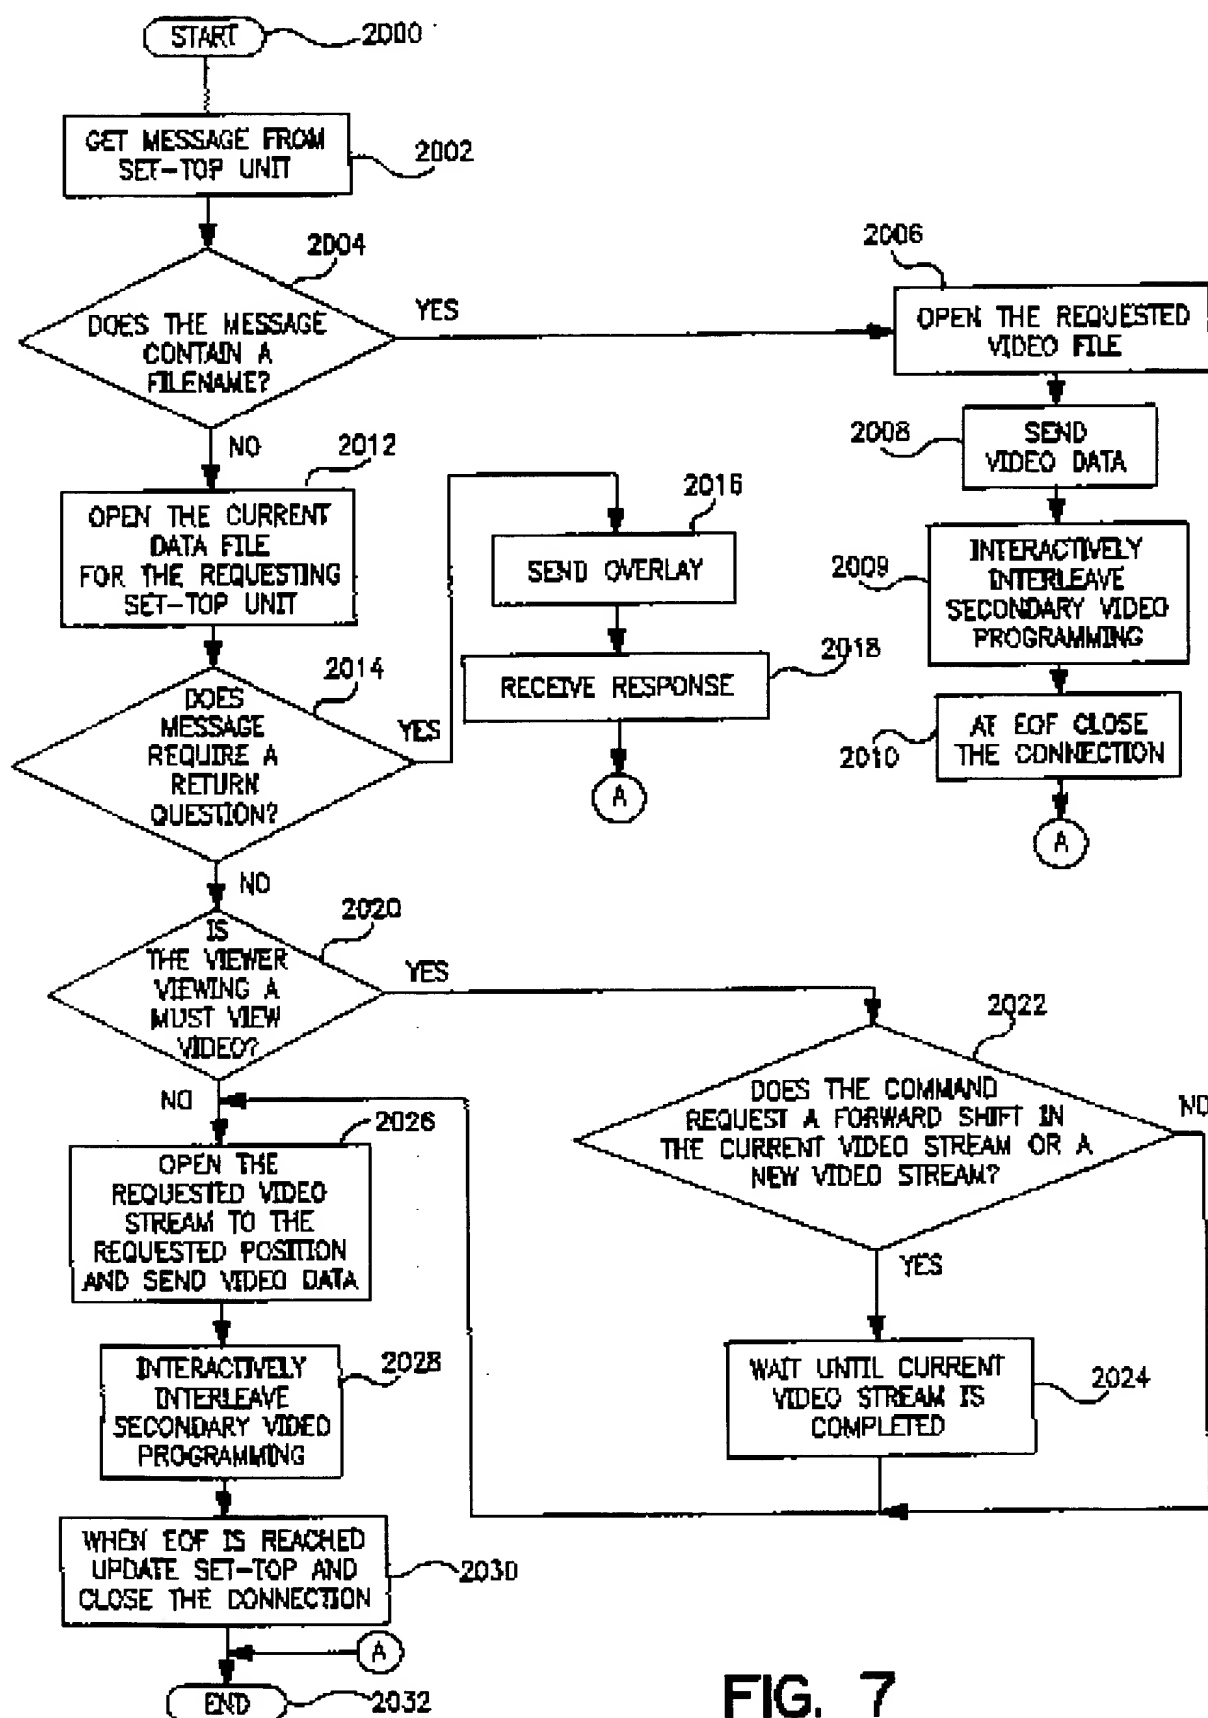 START
2000
GET MESSAGE FROM
SET-TOP UNIT
2002
2004
DOES THE MESSAGE
CONTAIN A
FILENAME?
YES
NO
2006
OPEN THE REQUESTED
VIDEO FILE
2008
SEND
VIDEO DATA
2009
INTERACTIVELY
INTERLEAVE
SECONDARY VIDEO
PROGRAMMING
2010
AT EOF CLOSE
THE CONNECTION
A
2012
OPEN THE CURRENT
DATA FILE
FOR THE REQUESTING
SET-TOP UNIT
2014
DOES
MESSAGE
REQUIRE A
RETURN
QUESTION?
YES
NO
2016
SEND OVERLAY
2018
RECEIVE RESPONSE
A
2020
IS
THE VIEWER
VIEWING A
MUST VIEW
VIDEO?
YES
NO
2022
DOES THE COMMAND
REQUEST A FORWARD SHIFT IN
THE CURRENT VIDEO STREAM OR A
NEW VIDEO STREAM?
NO
YES
WAIT UNTIL CURRENT
VIDEO STREAM IS
COMPLETED
2024
2026
OPEN THE
REQUESTED VIDEO
STREAM TO THE
REQUESTED POSITION
AND SEND VIDEO DATA
INTERACTIVELY
INTERLEAVE
SECONDARY VIDEO
PROGRAMMING
2028
WHEN EOF IS REACHED
UPDATE SET-TOP AND
CLOSE THE CONNECTION
2030
A
END
2032
FIG. 7